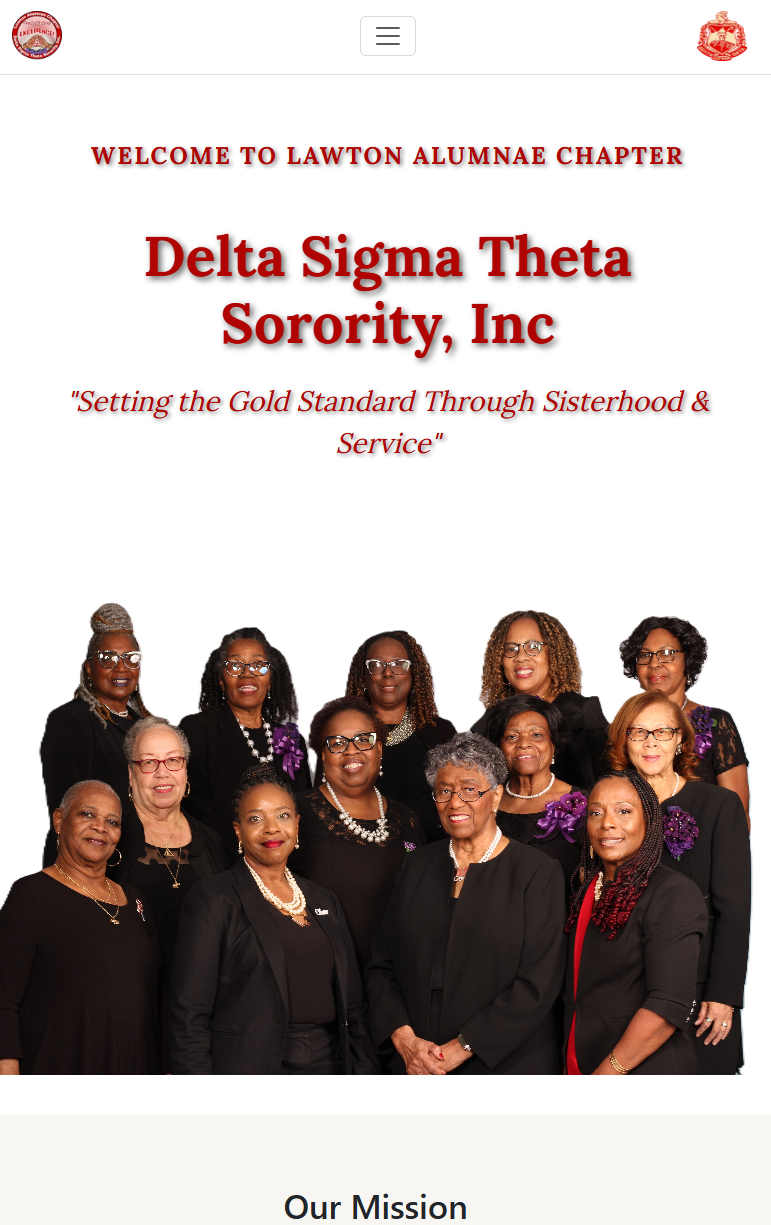 EXCELLENCE!
WELCOME TO LAWTON ALUMNAE CHAPTER
Delta Sigma Theta
Sorority, Inc
"Setting the Gold Standard Through Sisterhood &
Service"
Our Mission